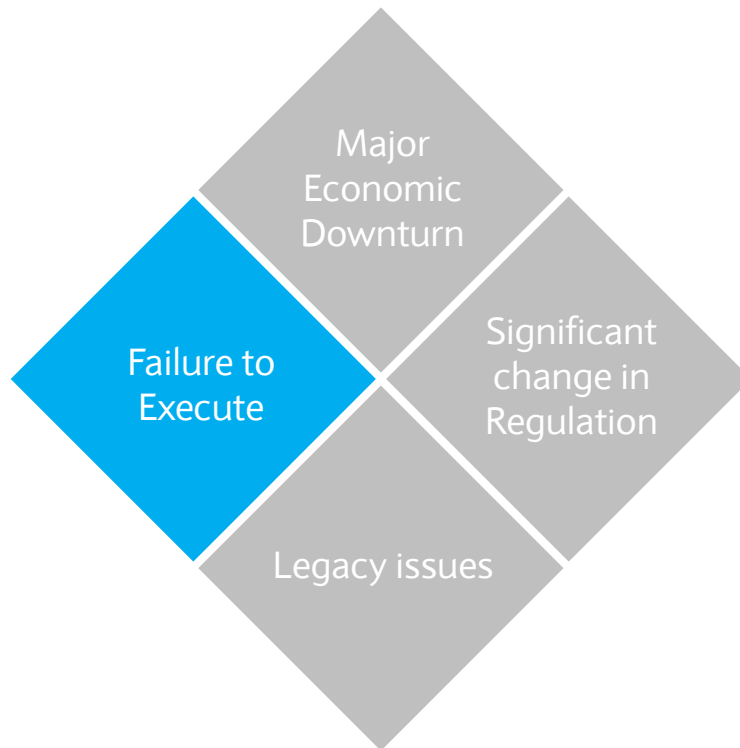 Major
Economic
Downturn
Failure to
Execute
Significant
change in
Regulation
Legacy issues